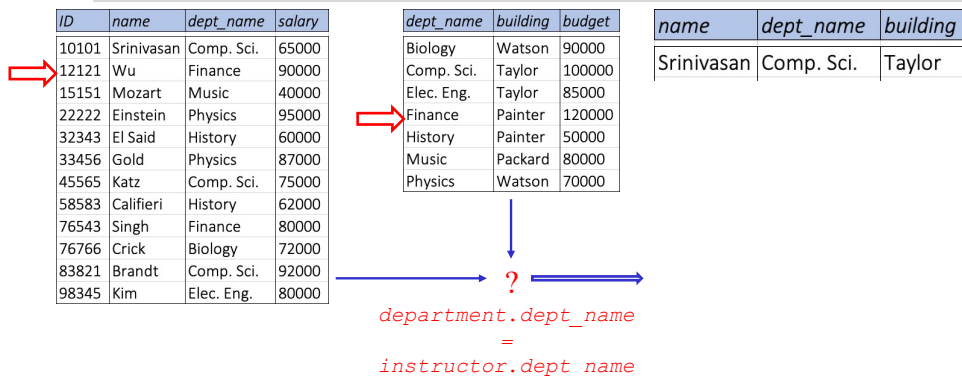 ID name dept_name salary
10101 Srinivasan Comp. Sci. 65000
12121 Wu Finance 90000
15151 Mozart Music 40000
22222 Einstein Physics 95000
32343 El Said History 60000
33456 Gold Physics 87000
45565 Katz Comp. Sci. 75000
58583 Califieri History 62000
76543 Singh Finance 80000
76766 Crick Biology 72000
83821 Brandt Comp. Sci. 92000
98345 Kim Elec. Eng. 80000
dept_name building budget
Biology Watson 90000
Comp. Sci. Taylor 100000
Elec. Eng. Taylor 85000
Finance Painter 120000
History Painter 50000
Music Packard 80000
Physics Watson 70000
name dept_name building
Srinivasan Comp. Sci. Taylor
?
department.dept_name
=
instructor.dept name